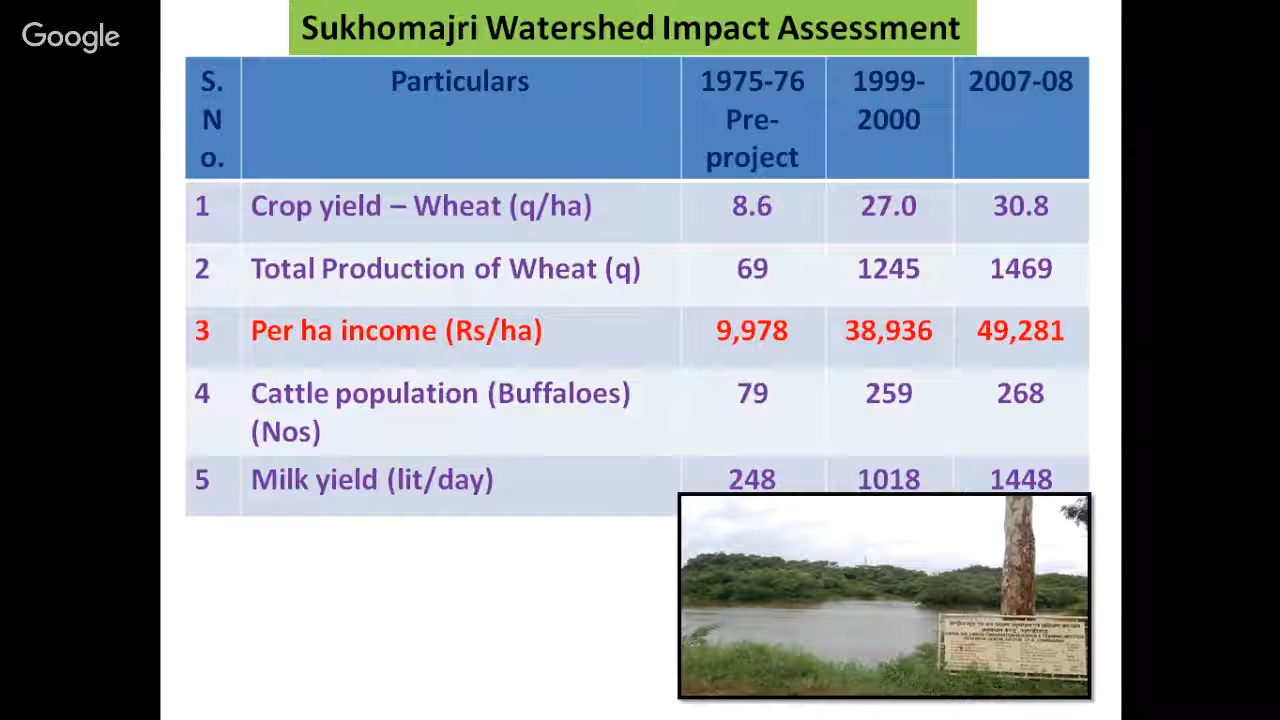 Google
Sukhomajri Watershed Impact Assessment
S. No. Particulars 1975-76 Pre-project 1999-2000 2007-08
1 Crop yield – Wheat (q/ha) 8.6 27.0 30.8
2 Total Production of Wheat (q) 69 1245 1469
3 Per ha income (Rs/ha) 9,978 38,936 49,281
4 Cattle population (Buffaloes) (Nos) 79 259 268
5 Milk yield (lit/day) 248 1018 1448